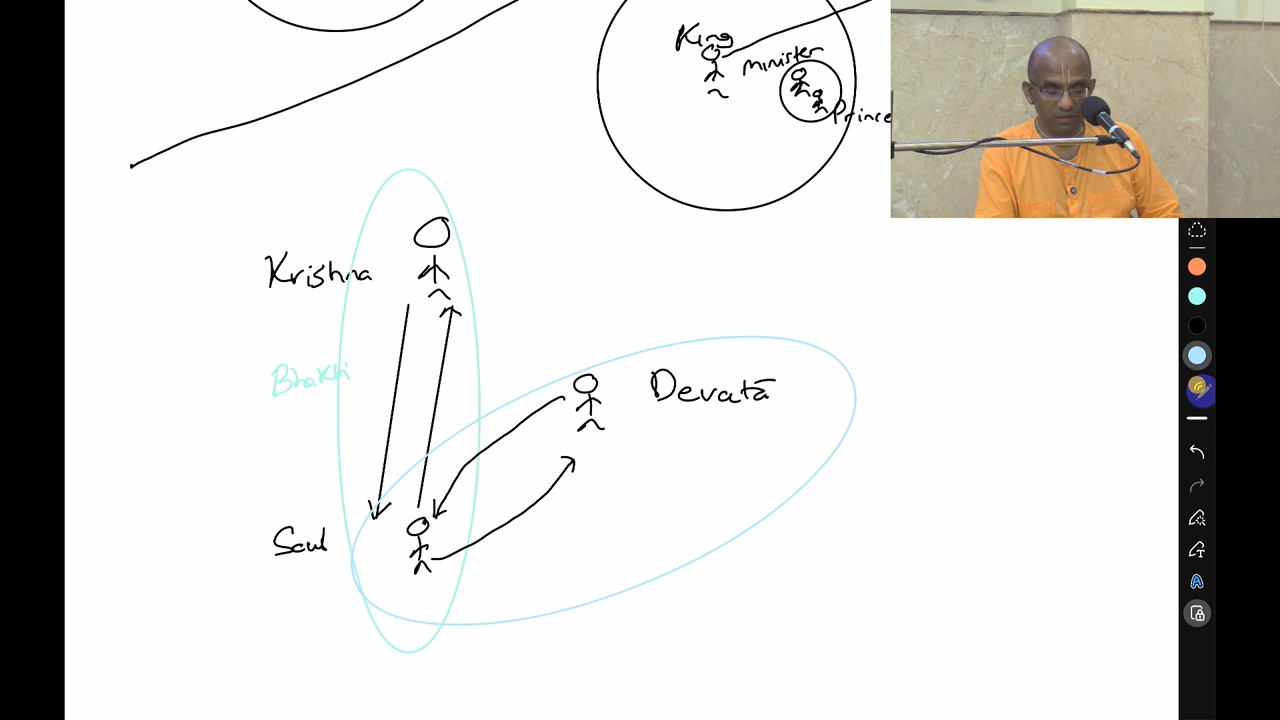 King
minister
Prince
Krishna
Bhakti
Devatā
Soul